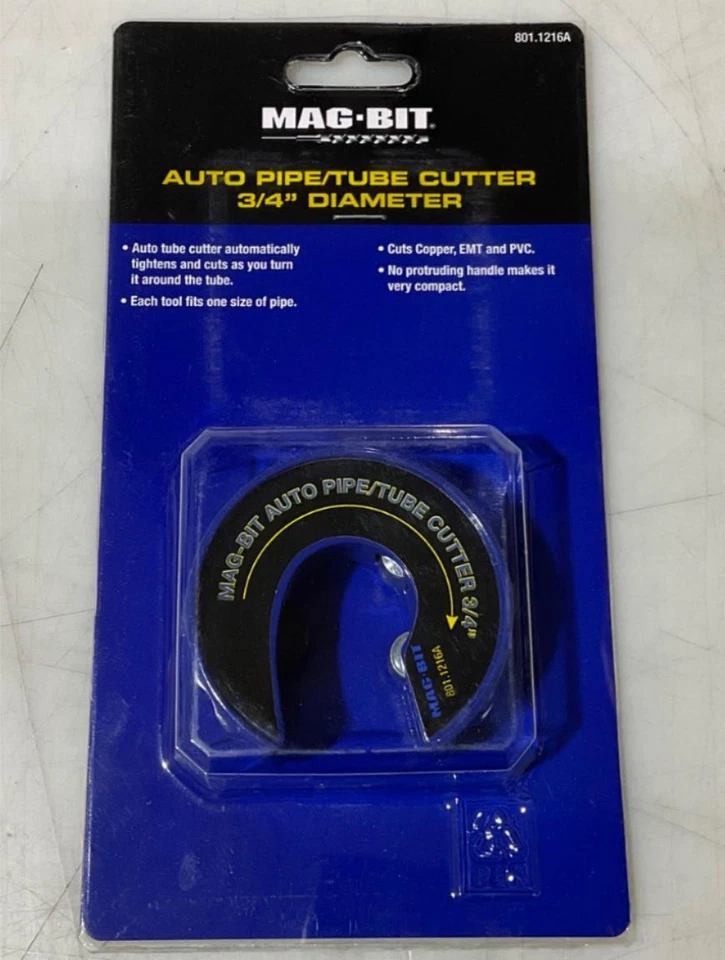 801.1216A
MAG·BIT®
AUTO PIPE/TUBE CUTTER
3/4” DIAMETER
• Auto tube cutter automatically
tightens and cuts as you turn
it around the tube.
• Each tool fits one size of pipe.
• Cuts Copper, EMT and PVC.
• No protruding handle makes it
very compact.
MAG-BIT AUTO PIPE/TUBE CUTTER 3/4”
MAG·BIT
801.1216A